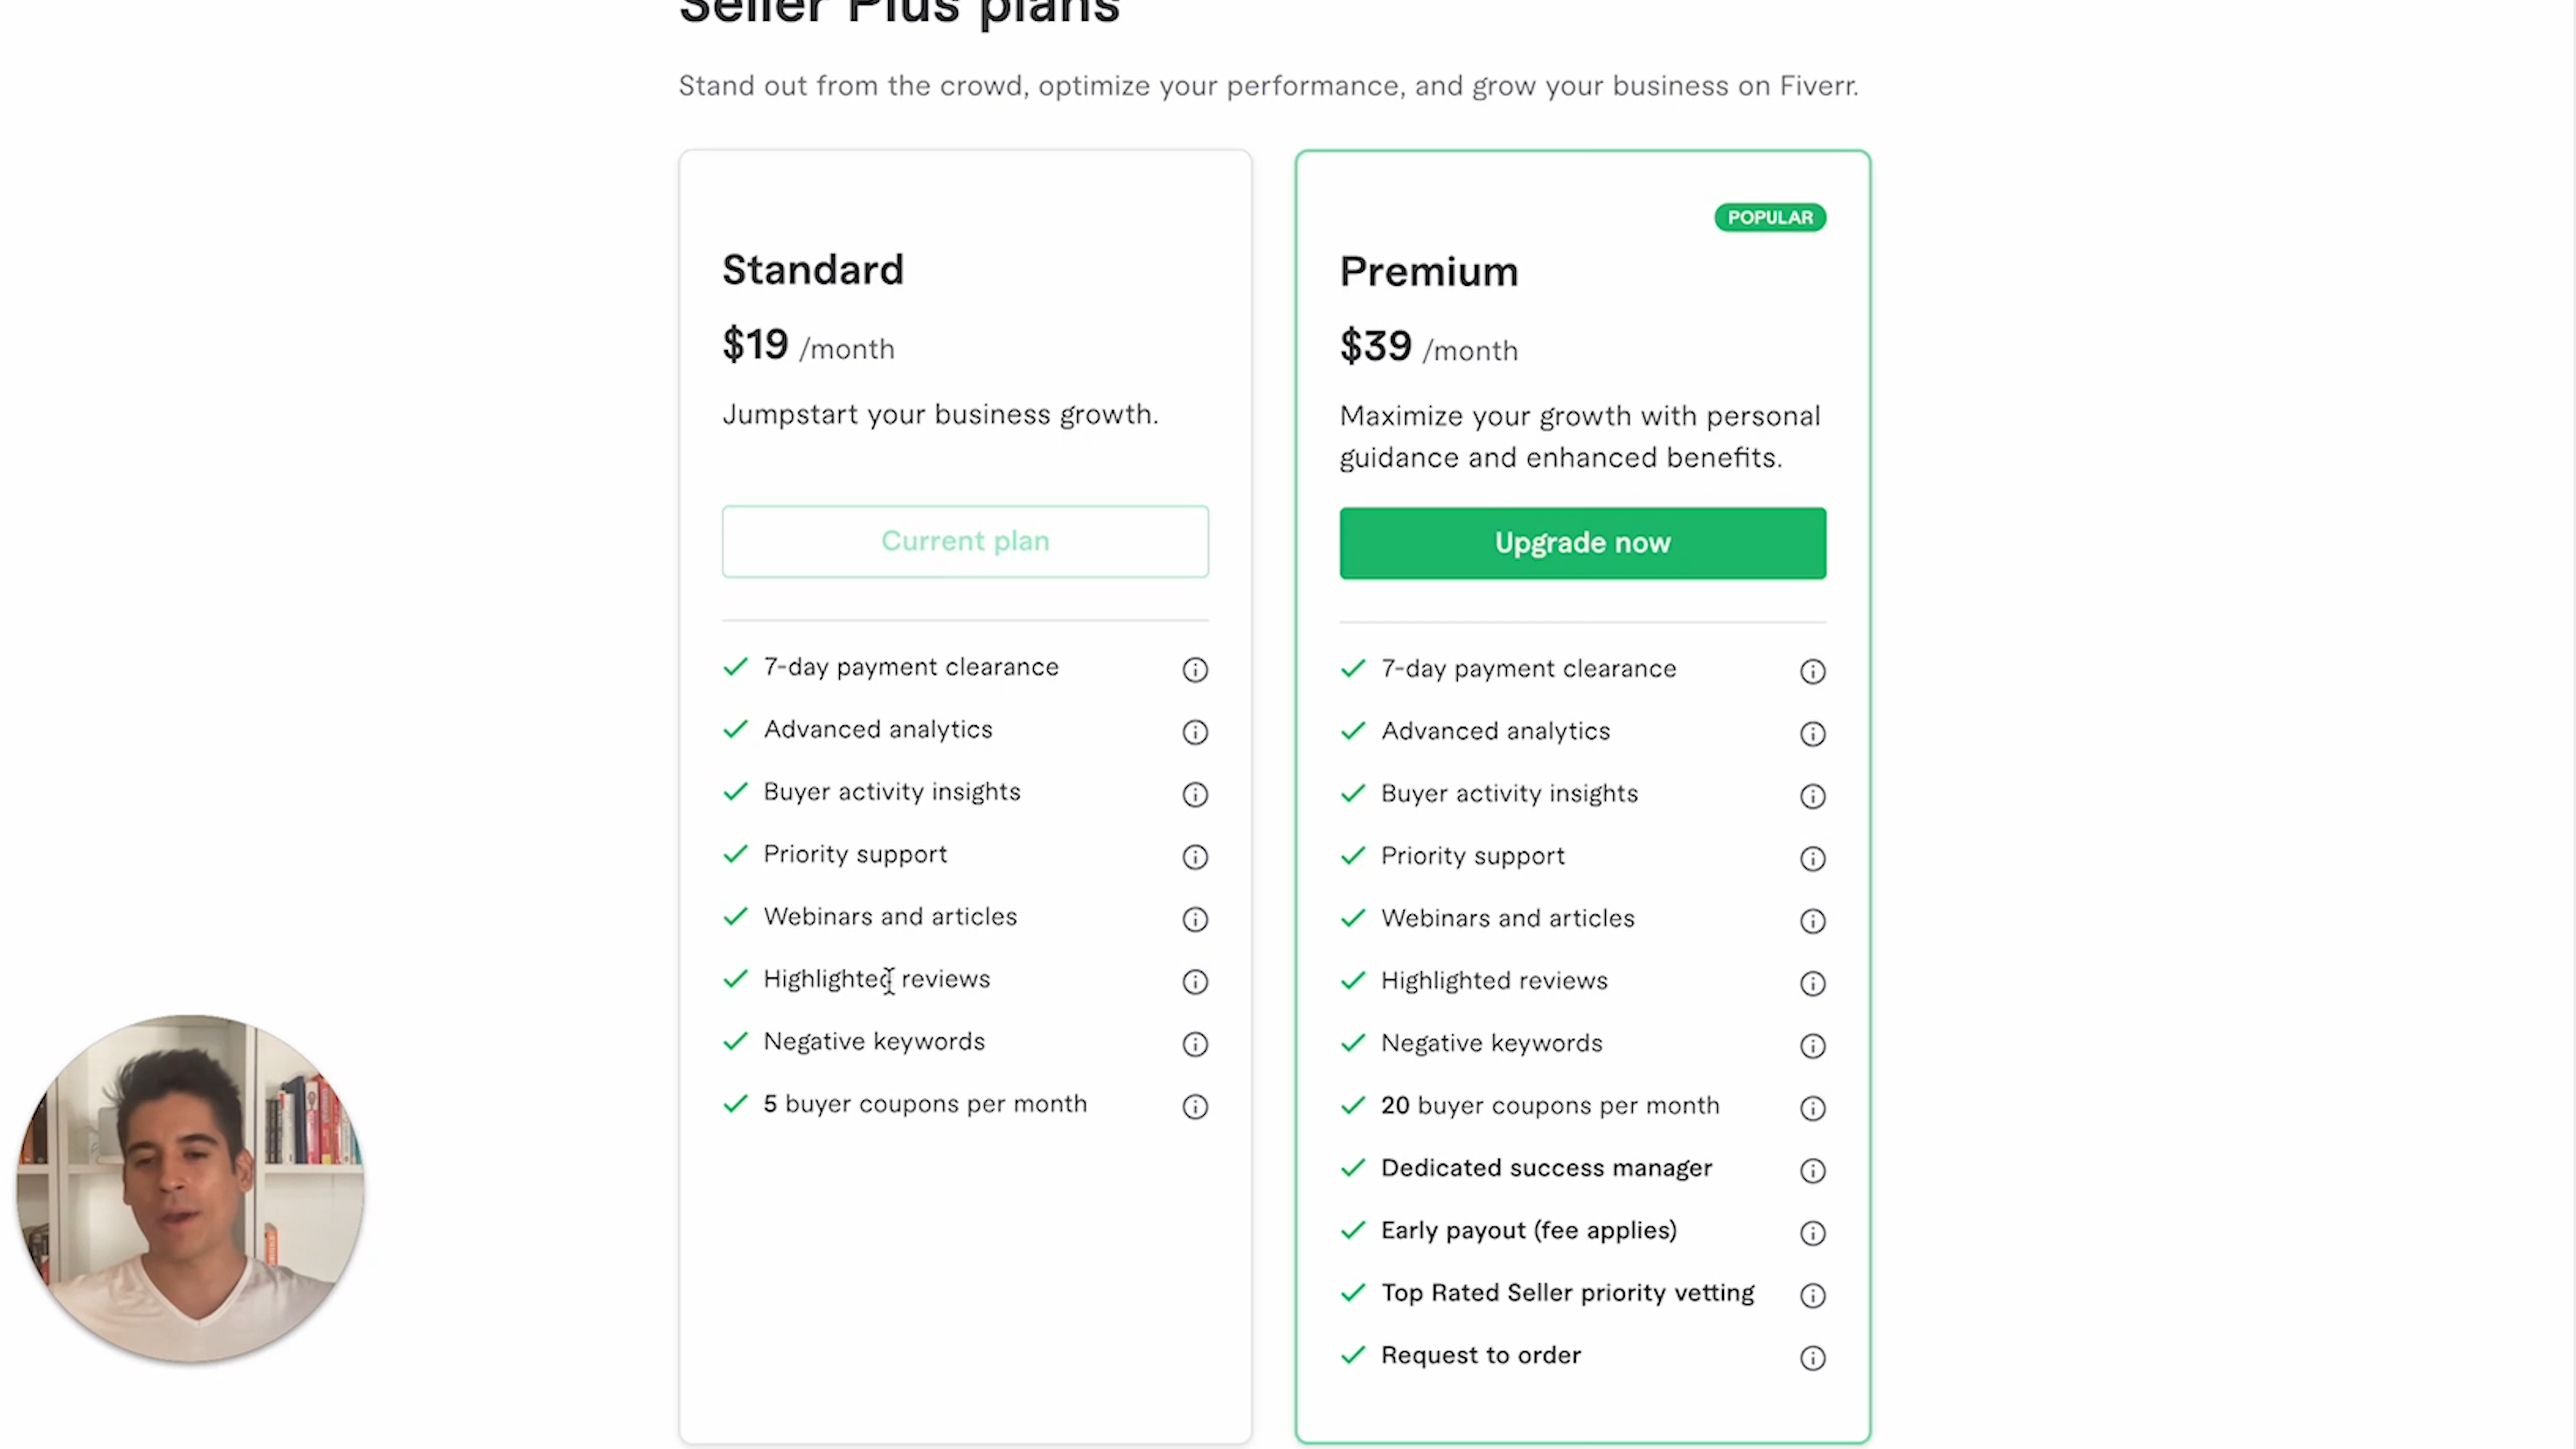 Seller Plus plans
Stand out from the crowd, optimize your performance, and grow your business on Fiverr.
Standard
$19 /month
Jumpstart your business growth.
Current plan
7-day payment clearance
Advanced analytics
Buyer activity insights
Priority support
Webinars and articles
Highlighted reviews
Negative keywords
5 buyer coupons per month
POPULAR
Premium
$39 /month
Maximize your growth with personal
guidance and enhanced benefits.
Upgrade now
7-day payment clearance
Advanced analytics
Buyer activity insights
Priority support
Webinars and articles
Highlighted reviews
Negative keywords
20 buyer coupons per month
Dedicated success manager
Early payout (fee applies)
Top Rated Seller priority vetting
Request to order